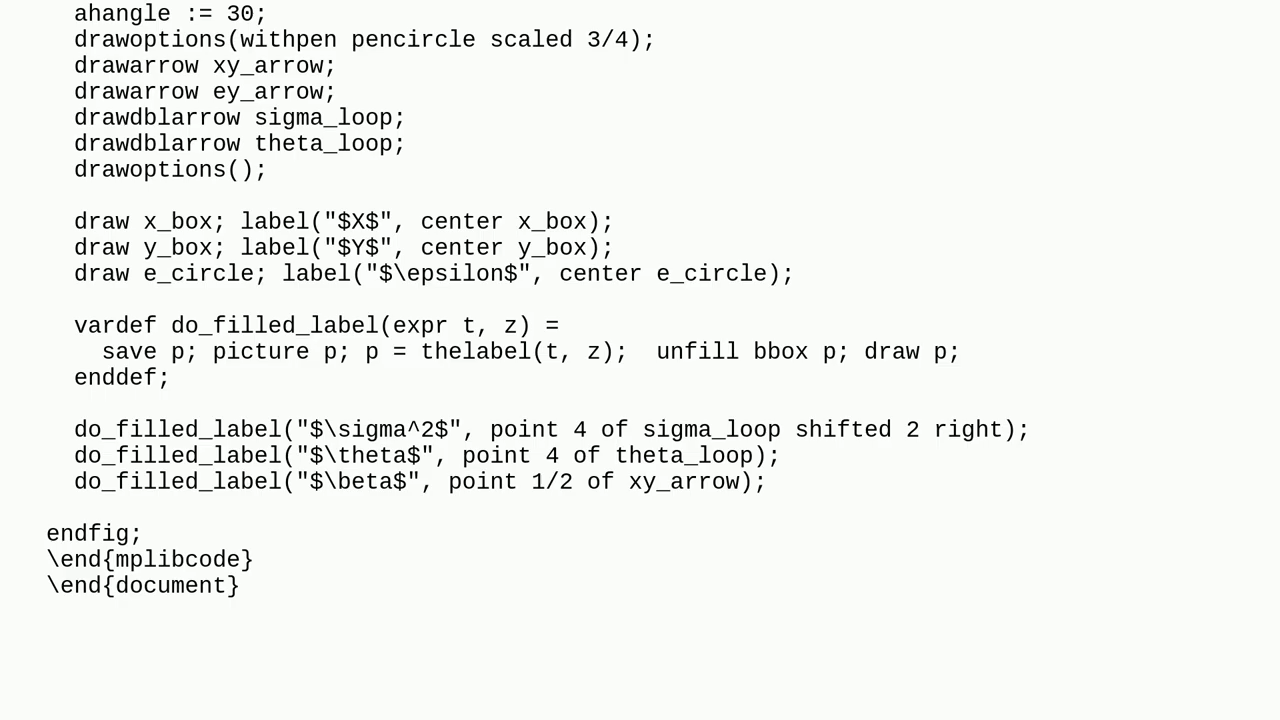 ahangle := 30;
drawoptions(withpen pencircle scaled 3/4);
drawarrow xy_arrow;
drawarrow ey_arrow;
drawdblarrow sigma_loop;
drawdblarrow theta_loop;
drawoptions();
draw x_box; label("$X$", center x_box);
draw y_box; label("$Y$", center y_box);
draw e_circle; label("$\epsilon$", center e_circle);
vardef do_filled_label(expr t, z) =
save p; picture p; p = thelabel(t, z);  unfill bbox p; draw p;
enddef;
do_filled_label("$\sigma^2$", point 4 of sigma_loop shifted 2 right);
do_filled_label("$\theta$", point 4 of theta_loop);
do_filled_label("$\beta$", point 1/2 of xy_arrow);
endfig;
\end{mplibcode}
\end{document}